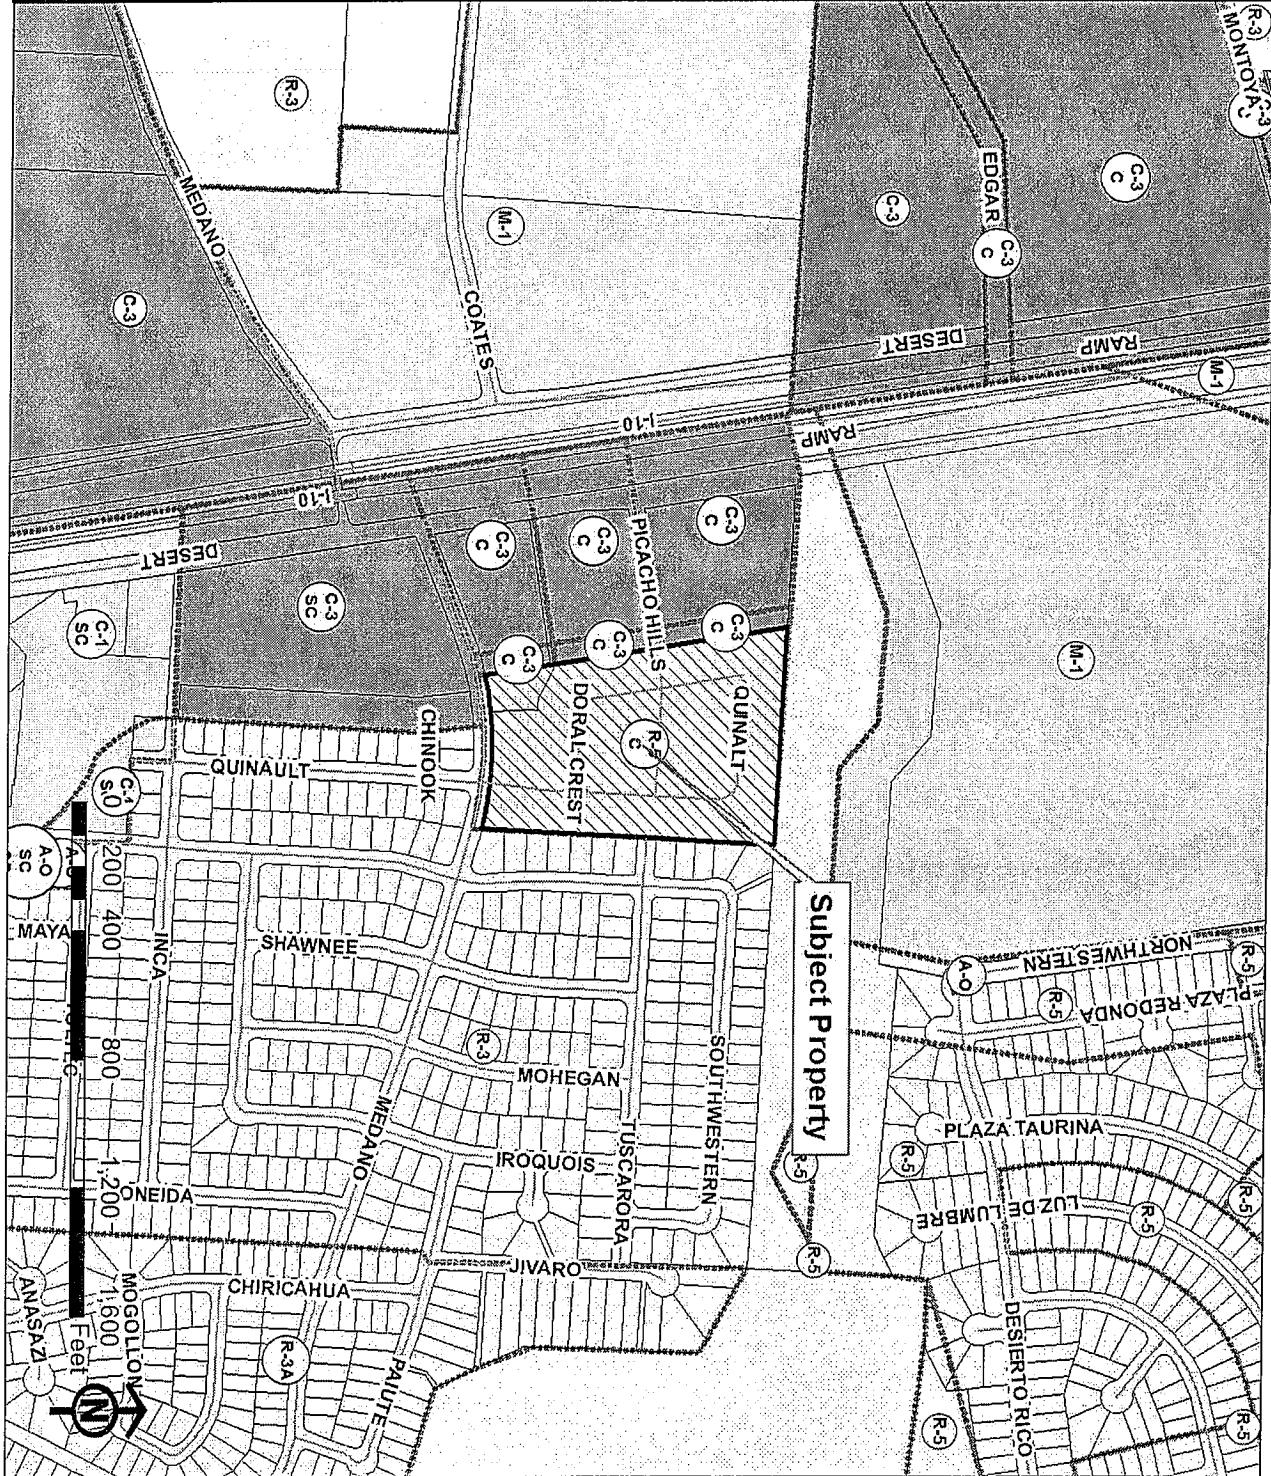 (R-3)
MONTOYA
C-3
C
C-3
C
EDGAR
C-3
C-3
C
R-3
MEDANO
M-1
COATES
C-3
DESERT
RAMP
M-1
I-10
RAMP
I-10
DESERT
C-3
C
C-3
C
C-3
C
PICACHO HILLS
C-3
SC
C-1
SC
C-3
C
C-3
C
C-3
C
M-1
QUINALT
DORAL CREST
R-5
C
CHINOOK
QUINAULT
C-1
Subject Property
NORTHWESTERN
R-5
A-O
R-5
PLAZA REDONDA
A-O
SC
MAYA
INCA
SHAWNEE
R-3
MOHEGAN
SOUTHWESTERN
TUSCARORA
MEDANO
IROQUOIS
ONEIDA
JIVARO
R-5
R-5
R-5
PLAZA TAURINA
LUZ DE LUMBRE
R-5
R-5
DESIERTO RICO
R-5
R-5
CHIRICAHUA
R-3A
PAIUTE
MOGOLLON
ANASAZI
0 200 400 800 1,200 1,600
Feet
N